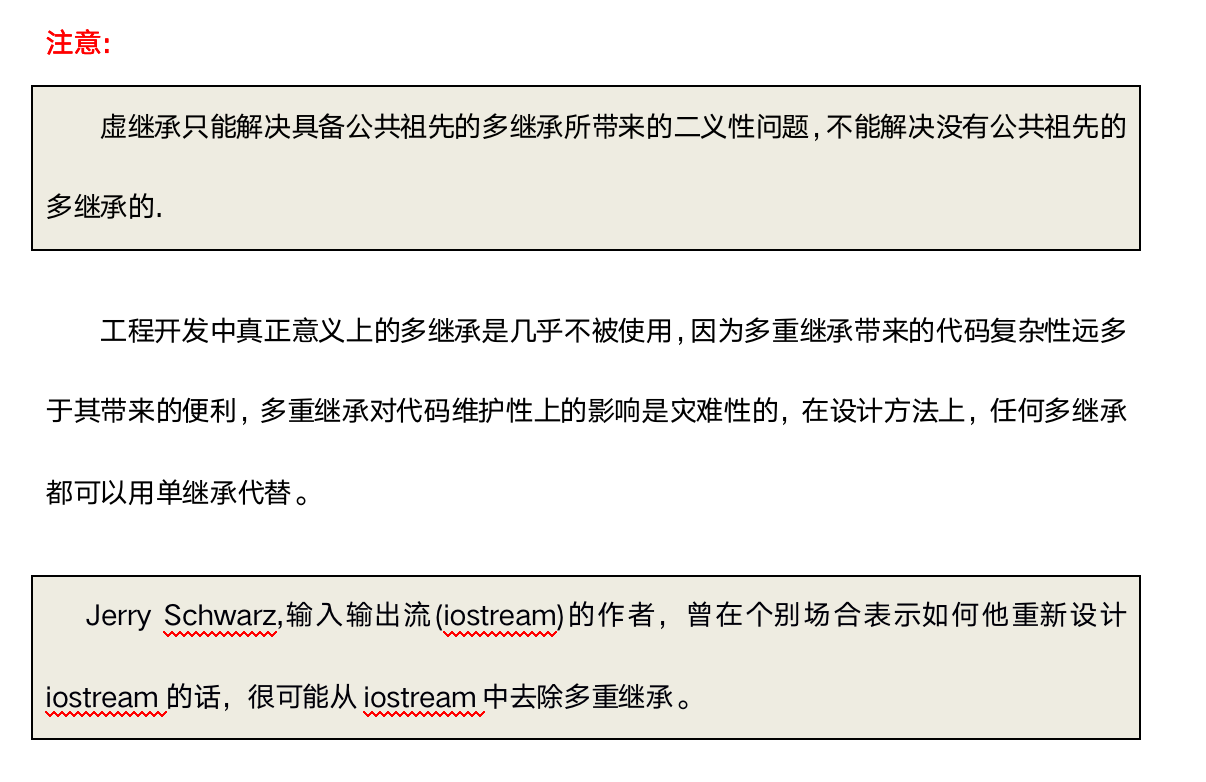 注意:
虚继承只能解决具备公共祖先的多继承所带来的二义性问题,不能解决没有公共祖先的
多继承的.
工程开发中真正意义上的多继承是几乎不被使用,因为多重继承带来的代码复杂性远多
于其带来的便利，多重继承对代码维护性上的影响是灾难性的，在设计方法上，任何多继承
都可以用单继承代替。
Jerry Schwarz,输入输出流(iostream)的作者，曾在个别场合表示如何他重新设计
iostream 的话，很可能从 iostream 中去除多重继承。